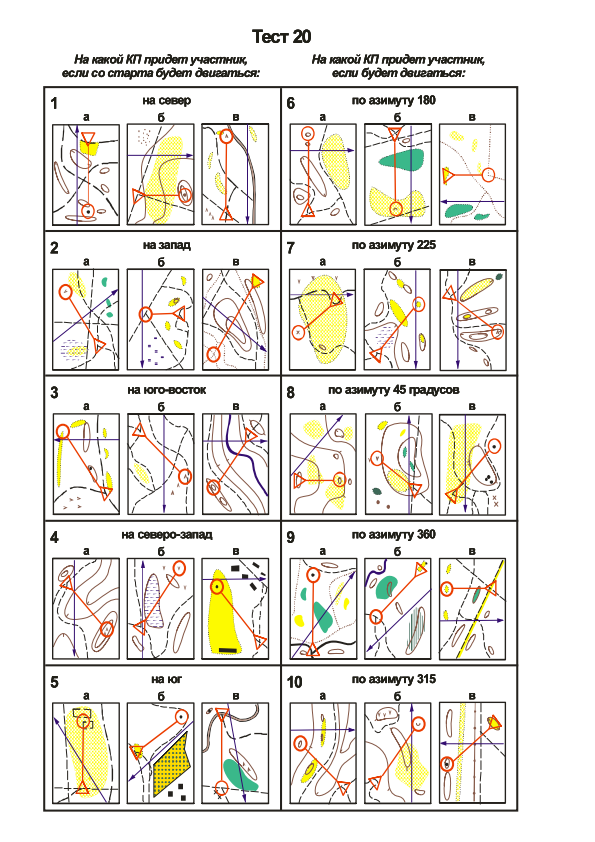 Тест 20
На какой КП придет участник,
если со старта будет двигаться:
На какой КП придет участник,
если будет двигаться:
1 на север
а б в
6 по азимуту 180
а б в
2 на запад
а б в
7 по азимуту 225
а б в
3 на юго-восток
а б в
8 по азимуту 45 градусов
а б в
4 на северо-запад
а б в
9 по азимуту 360
а б в
5 на юг
а б в
10 по азимуту 315
а б в